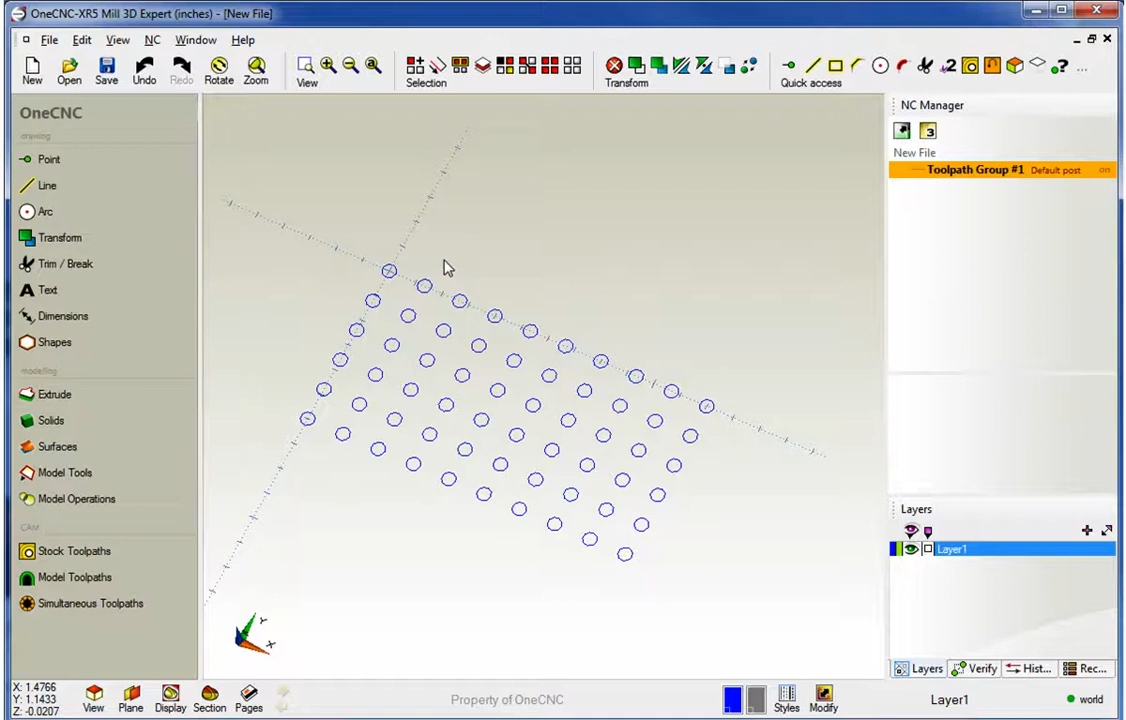 OneCNC-XR5 Mill 3D Expert (inches) - [New File]
File Edit View NC Window Help
New Open Save Undo Redo Rotate Zoom View Selection Transform Quick access
OneCNC
drawing
Point
Line
Arc
Transform
Trim / Break
Text
Dimensions
Shapes
modelling
Extrude
Solids
Surfaces
Model Tools
Model Operations
CAM
Stock Toolpaths
Model Toolpaths
Simultaneous Toolpaths
Y
X
NC Manager
3
New File
Toolpath Group #1 Default post on
Layers
Layer1
Layers Verify Hist... Rec...
X: 1.4766
Y: 1.1433
Z: -0.0207
View Plane Display Section Pages
Property of OneCNC
Styles Modify
Layer1
world